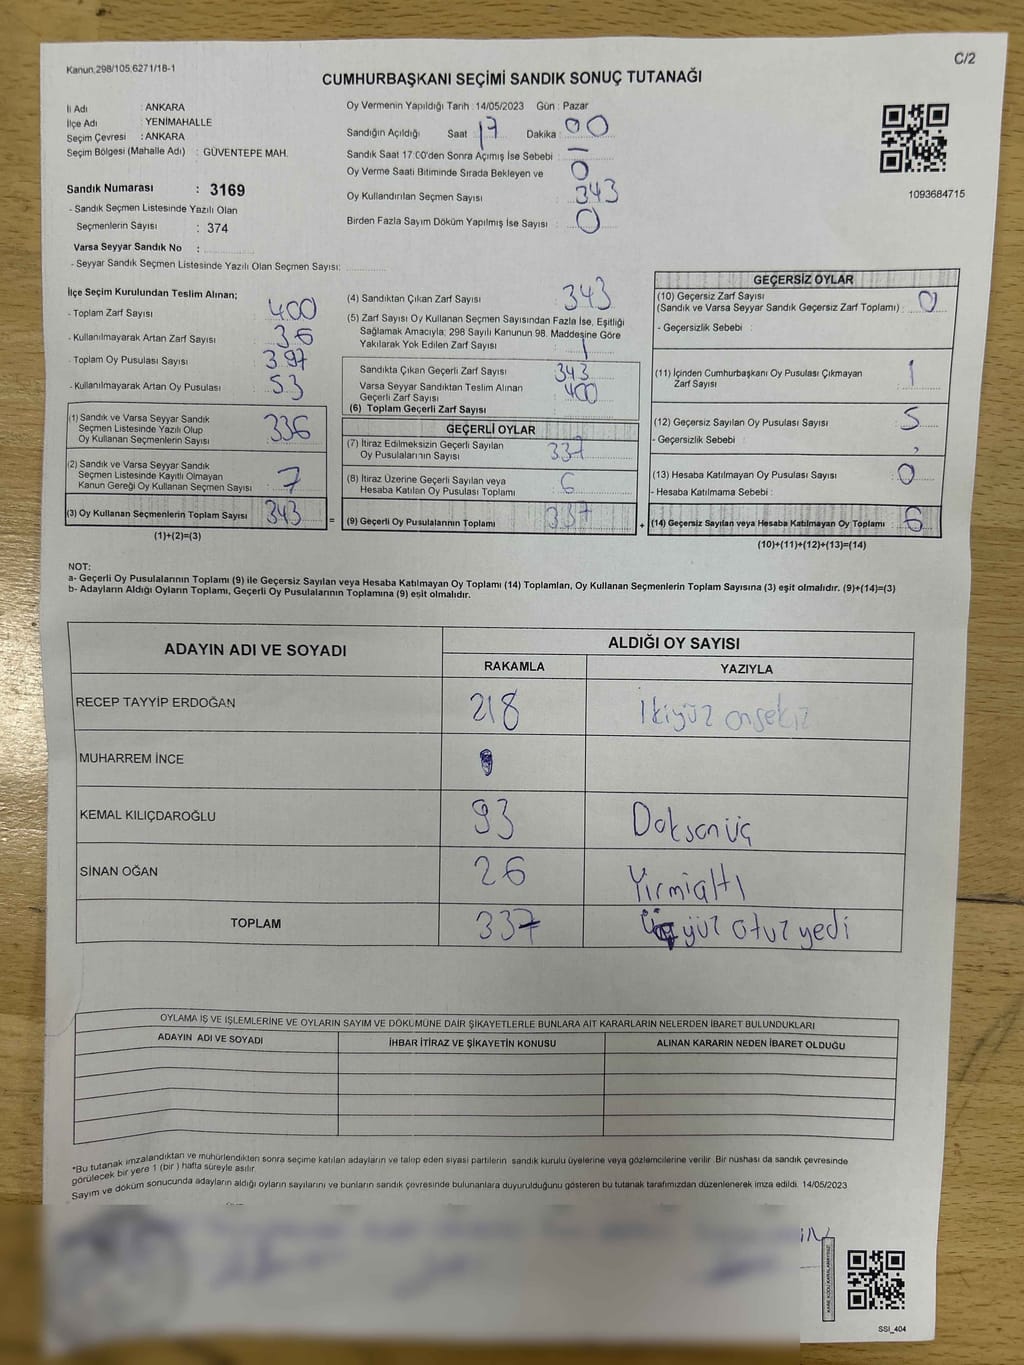 Kanun.298/105.6271/18-1
C/2
CUMHURBAŞKANI SEÇİMİ SANDIK SONUÇ TUTANAĞI
İl Adı : ANKARA
İlçe Adı : YENİMAHALLE
Seçim Çevresi : ANKARA
Seçim Bölgesi (Mahalle Adı) : GÜVENTEPE MAH.
Sandık Numarası : 3169
- Sandık Seçmen Listesinde Yazılı Olan
Seçmenlerin Sayısı : 374
Varsa Seyyar Sandık No :
- Seyyar Sandık Seçmen Listesinde Yazılı Olan Seçmen Sayısı:
Oy Vermenin Yapıldığı Tarih : 14/05/2023 Gün : Pazar
Sandığın Açıldığı Saat 17 Dakika : 00
Sandık Saat 17:00'den Sonra Açımış İse Sebebi : —
Oy Verme Saati Bitiminde Sırada Bekleyen ve 0
Oy Kullandırılan Seçmen Sayısı : 343
Birden Fazla Sayım Döküm Yapılmış İse Sayısı : 0
1093684715
İlçe Seçim Kurulundan Teslim Alınan;
- Toplam Zarf Sayısı : 400
- Kullanılmayarak Artan Zarf Sayısı : 36
- Toplam Oy Pusulası Sayısı : 397
- Kullanılmayarak Artan Oy Pusulası : 53
(1) Sandık ve Varsa Seyyar Sandık
Seçmen Listesinde Yazılı Olup
Oy Kullanan Seçmenlerin Sayısı : 336
(2) Sandık ve Varsa Seyyar Sandık
Seçmen Listesinde Kayıtlı Olmayan
Kanun Gereği Oy Kullanan Seçmen Sayısı : 7
(3) Oy Kullanan Seçmenlerin Toplam Sayısı : 343
(1)+(2)=(3)
(4) Sandıktan Çıkan Zarf Sayısı : 343
(5) Zarf Sayısı Oy Kullanan Seçmen Sayısından Fazla İse, Eşitliği
Sağlamak Amacıyla; 298 Sayılı Kanunun 98. Maddesine Göre
Yakılarak Yok Edilen Zarf Sayısı :
Sandıkta Çıkan Geçerli Zarf Sayısı : 343
Varsa Seyyar Sandıktan Teslim Alınan
Geçerli Zarf Sayısı : 400
(6) Toplam Geçerli Zarf Sayısı
GEÇERLİ OYLAR
(7) İtiraz Edilmeksizin Geçerli Sayılan
Oy Pusulalarının Sayısı : 337
(8) İtiraz Üzerine Geçerli Sayılan veya
Hesaba Katılan Oy Pusulası Toplamı : 6
= (9) Geçerli Oy Pusulalarının Toplamı : 337
GEÇERSİZ OYLAR
(10) Geçersiz Zarf Sayısı
(Sandık ve Varsa Seyyar Sandık Geçersiz Zarf Toplamı) : 0
- Geçersizlik Sebebi :
(11) İçinden Cumhurbaşkanı Oy Pusulası Çıkmayan
Zarf Sayısı : 1
(12) Geçersiz Sayılan Oy Pusulası Sayısı : 5
- Geçersizlik Sebebi :
(13) Hesaba Katılmayan Oy Pusulası Sayısı : 0
- Hesaba Katılmama Sebebi :
+ (14) Geçersiz Sayılan veya Hesaba Katılmayan Oy Toplamı : 6
(10)+(11)+(12)+(13)=(14)
NOT:
a- Geçerli Oy Pusulalarının Toplamı (9) ile Geçersiz Sayılan veya Hesaba Katılmayan Oy Toplamı (14) Toplamları, Oy Kullanan Seçmenlerin Toplam Sayısına (3) eşit olmalıdır. (9)+(14)=(3)
b- Adayların Aldığı Oyların Toplamı, Geçerli Oy Pusulalarının Toplamına (9) eşit olmalıdır.
ADAYIN ADI VE SOYADI
ALDIĞI OY SAYISI
RAKAMLA YAZIYLA
RECEP TAYYİP ERDOĞAN 218 ikiyüz onsekiz
MUHARREM İNCE
KEMAL KILIÇDAROĞLU 93 Doksanüç
SİNAN OĞAN 26 Yirmialtı
TOPLAM 337 üçyüz otuz yedi
OYLAMA İŞ VE İŞLEMLERİNE VE OYLARIN SAYIM VE DÖKÜMÜNE DAİR ŞİKAYETLERLE BUNLARA AİT KARARLARIN NELERDEN İBARET BULUNDUKLARI
ADAYIN ADI VE SOYADI İHBAR İTİRAZ VE ŞİKAYETİN KONUSU ALINAN KARARIN NEDEN İBARET OLDUĞU
*Bu tutanak imzalandıktan ve mühürlendikten sonra seçime katılan adayların ve talep eden siyasi partilerin sandık kurulu üyelerine veya gözlemcilerine verilir. Bir nüshası da sandık çevresinde
görülecek bir yere 1 (bir ) hafta süreyle asılır.
Sayım ve döküm sonucunda adayların aldığı oyların sayılarını ve bunların sandık çevresinde bulunanlara duyurulduğunu gösteren bu tutanak tarafımızdan düzenlenerek imza edildi. 14/05/2023
SSI_404